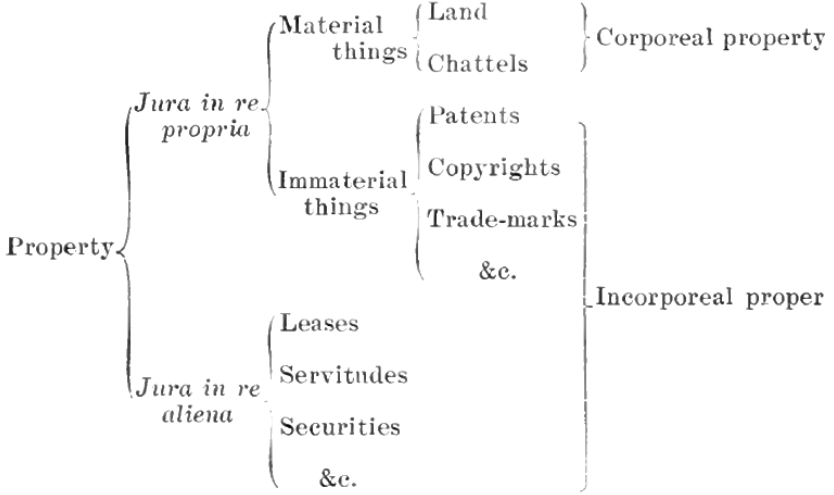 Material things
Land
Chattels
Corporeal property
Jura in re propria
Immaterial things
Patents
Copyrights
Trade-marks
&c.
Property
Incorporeal proper
Jura in re aliena
Leases
Servitudes
Securities
&c.